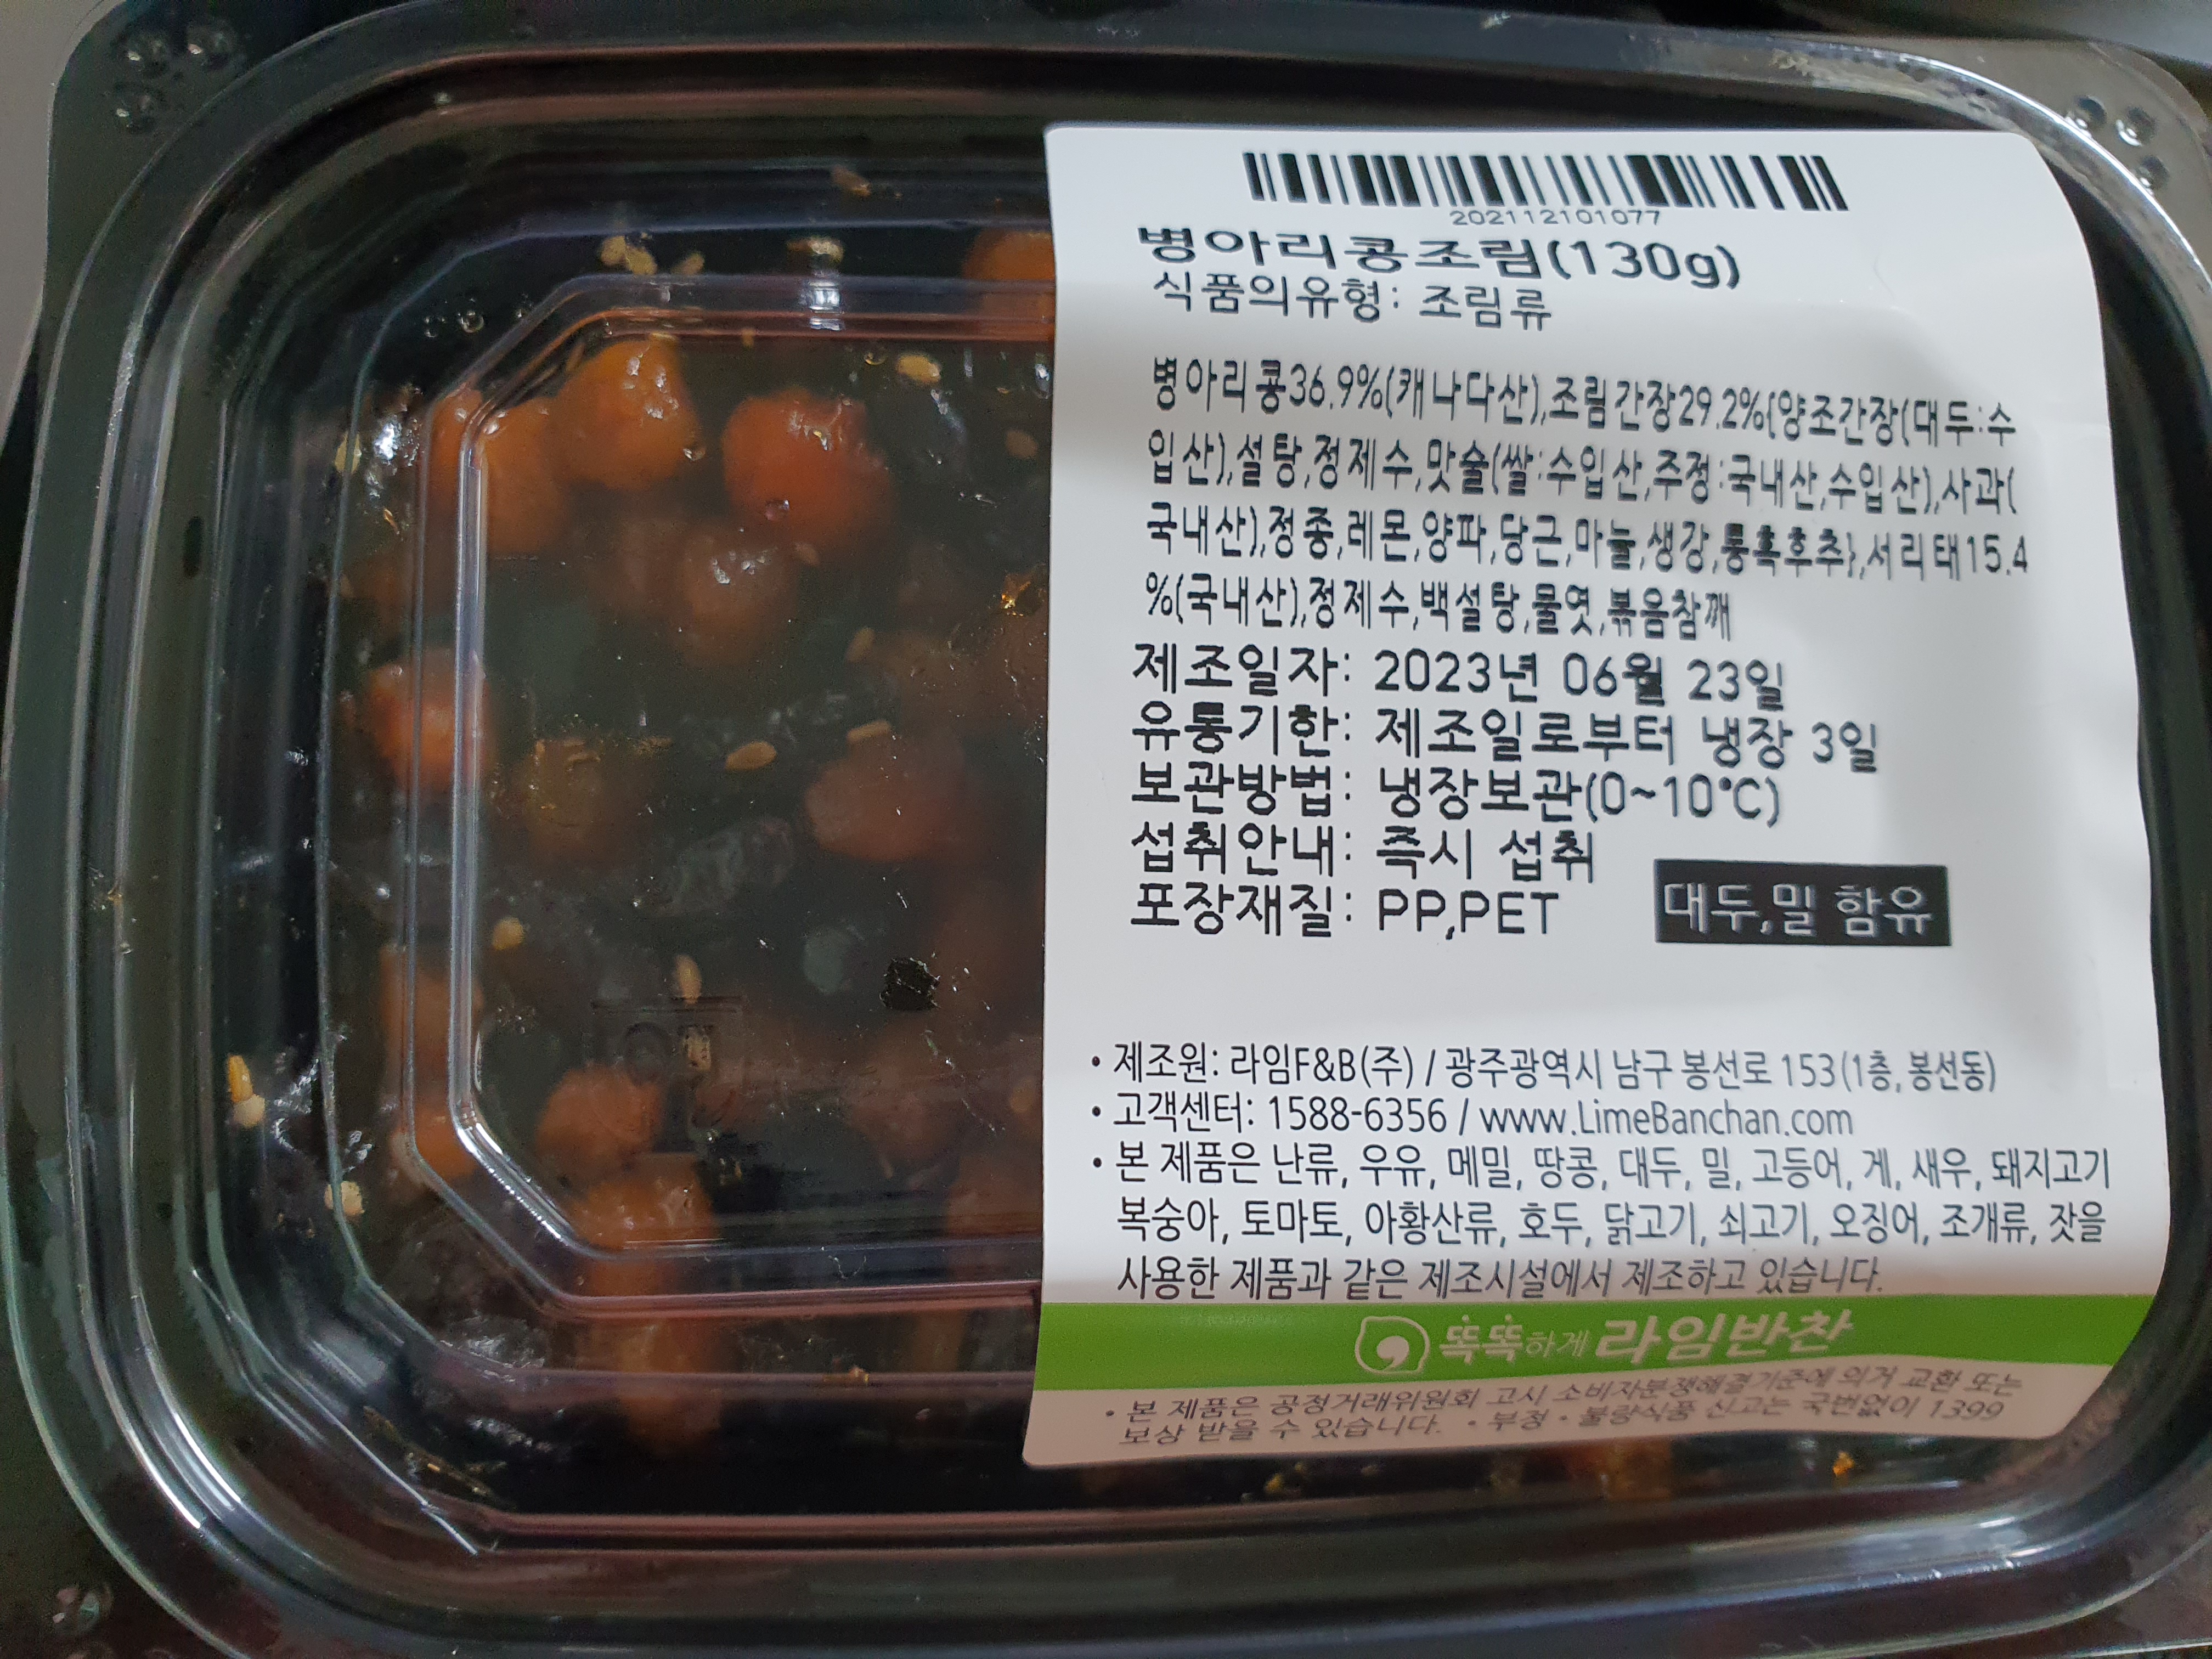 202112101077
병아리콩조림(130g)
식품의유형: 조림류
병아리콩36.9%(캐나다산),조림간장29.2%{양조간장(대두:수
입산),설탕,정제수,맛술(쌀:수입산,주정:국내산,수입산),사과(
국내산),정종,레몬,양파,당근,마늘,생강,통흑후추},서리태15.4
%(국내산),정제수,백설탕,물엿,볶음참깨
제조일자: 2023년 06월 23일
유통기한: 제조일로부터 냉장 3일
보관방법: 냉장보관(0~10℃)
섭취안내: 즉시 섭취
포장재질: PP,PET
대두,밀 함유
• 제조원: 라임F&B(주) / 광주광역시 남구 봉선로 153(1층, 봉선동)
• 고객센터: 1588-6356 / www.LimeBanchan.com
• 본 제품은 난류, 우유, 메밀, 땅콩, 대두, 밀, 고등어, 게, 새우, 돼지고기
복숭아, 토마토, 아황산류, 호두, 닭고기, 쇠고기, 오징어, 조개류, 잣을
사용한 제품과 같은 제조시설에서 제조하고 있습니다.
똑똑하게 라임반찬
• 본 제품은 공정거래위원회 고시 소비자분쟁해결기준에 의거 교환 또는
보상 받을 수 있습니다. • 부정 • 불량식품 신고는 국번없이 1399